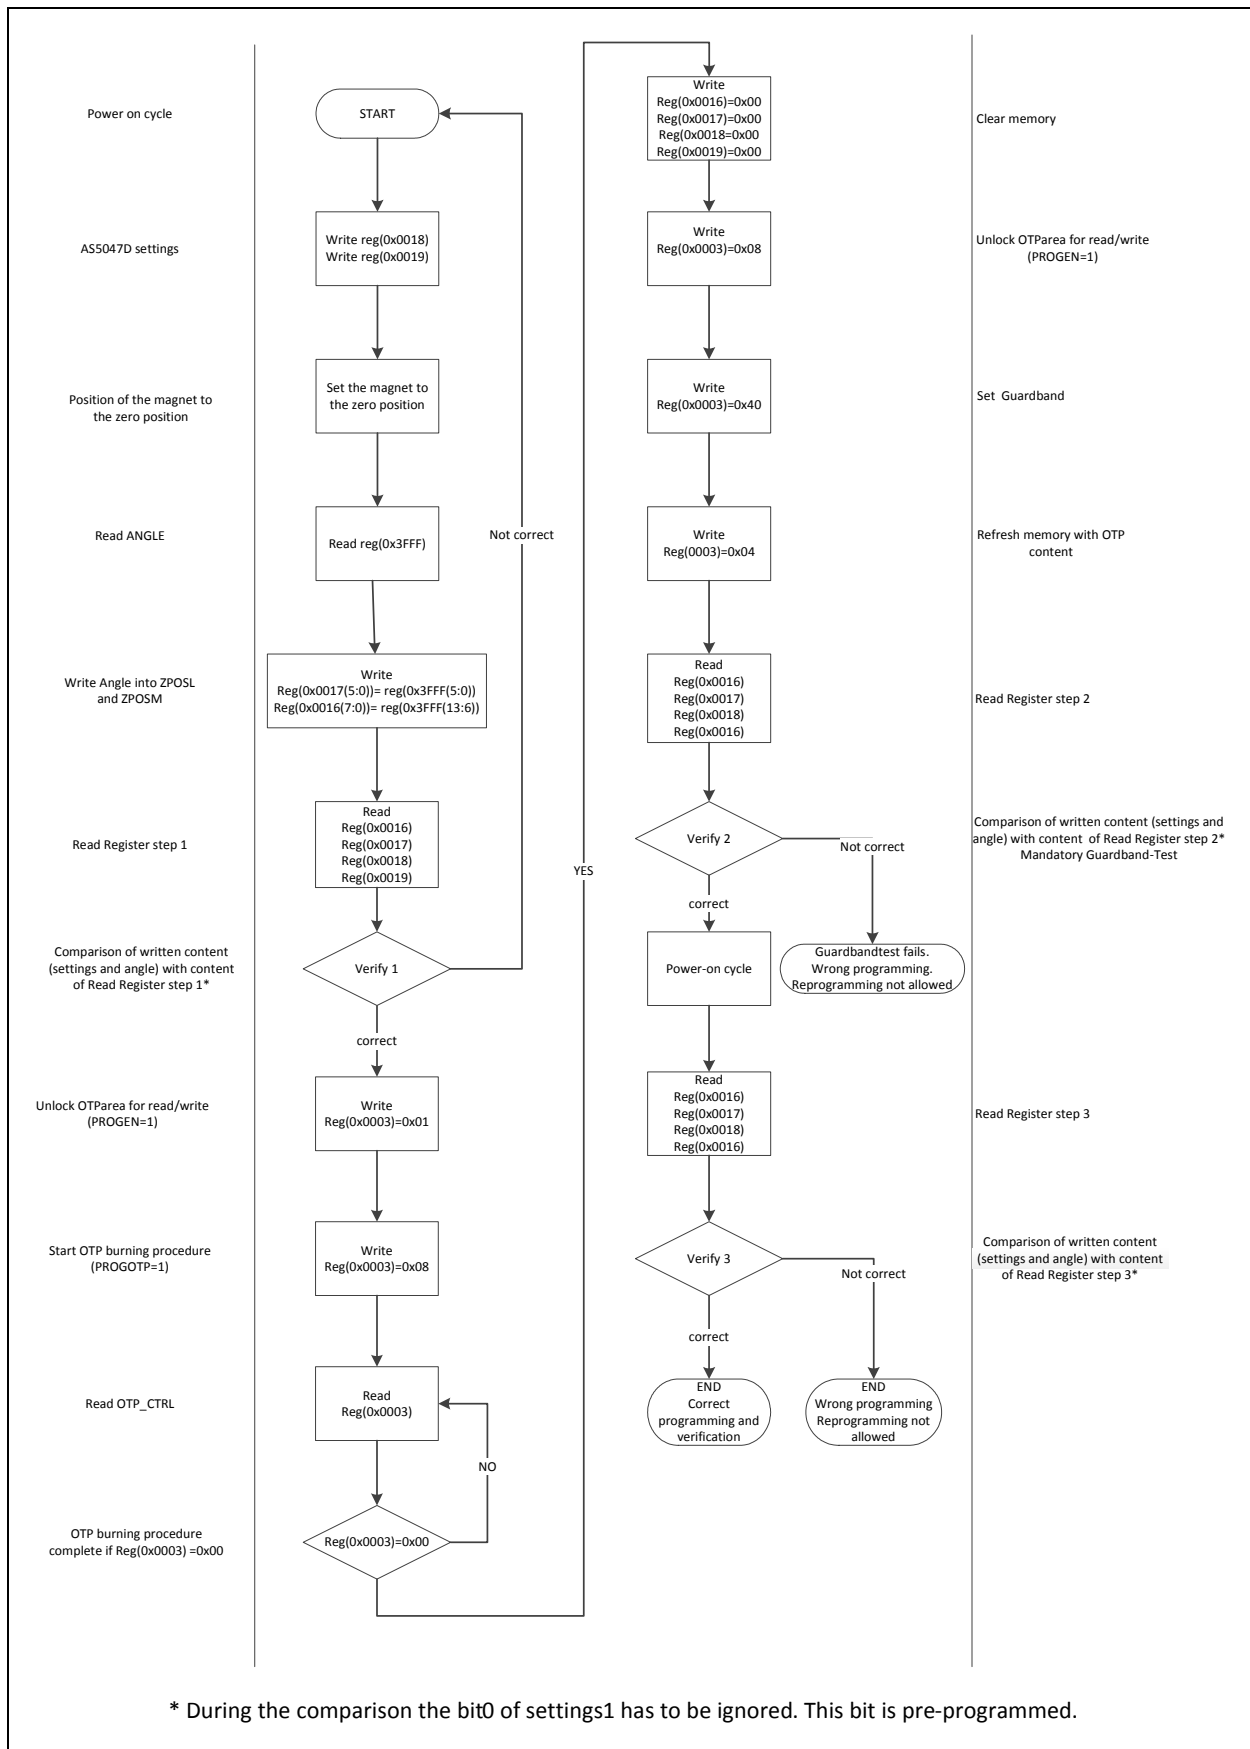 Power on cycle
START
AS5047D settings
Write reg(0x0018)
Write reg(0x0019)
Position of the magnet to
the zero position
Set the magnet to
the zero position
Read ANGLE
Read reg(0x3FFF)
Not correct
Write Angle into ZPOSL
and ZPOSM
Write
Reg(0x0017(5:0))= reg(0x3FFF(5:0))
Reg(0x0016(7:0))= reg(0x3FFF(13:6))
Read Register step 1
Read
Reg(0x0016)
Reg(0x0017)
Reg(0x0018)
Reg(0x0019)
Comparison of written content
(settings and angle) with content
of Read Register step 1*
Verify 1
correct
Unlock OTParea for read/write
(PROGEN=1)
Write
Reg(0x0003)=0x01
Start OTP burning procedure
(PROGOTP=1)
Write
Reg(0x0003)=0x08
Read OTP_CTRL
Read
Reg(0x0003)
NO
OTP burning procedure
complete if Reg(0x0003) =0x00
Reg(0x0003)=0x00
YES
Write
Reg(0x0016)=0x00
Reg(0x0017)=0x00
Reg(0x0018=0x00
Reg(0x0019)=0x00
Clear memory
Write
Reg(0x0003)=0x08
Unlock OTParea for read/write
(PROGEN=1)
Write
Reg(0x0003)=0x40
Set Guardband
Write
Reg(0003)=0x04
Refresh memory with OTP
content
Read
Reg(0x0016)
Reg(0x0017)
Reg(0x0018)
Reg(0x0016)
Read Register step 2
Verify 2
Not correct
Comparison of written content (settings and
angle) with content of Read Register step 2*
Mandatory Guardband-Test
correct
Power-on cycle
Guardbandtest fails.
Wrong programming.
Reprogramming not allowed
Read
Reg(0x0016)
Reg(0x0017)
Reg(0x0018)
Reg(0x0016)
Read Register step 3
Verify 3
Not correct
Comparison of written content
(settings and angle) with content
of Read Register step 3*
correct
END
Correct
programming and
verification
END
Wrong programming
Reprogramming not
allowed
* During the comparison the bit0 of settings1 has to be ignored. This bit is pre-programmed.